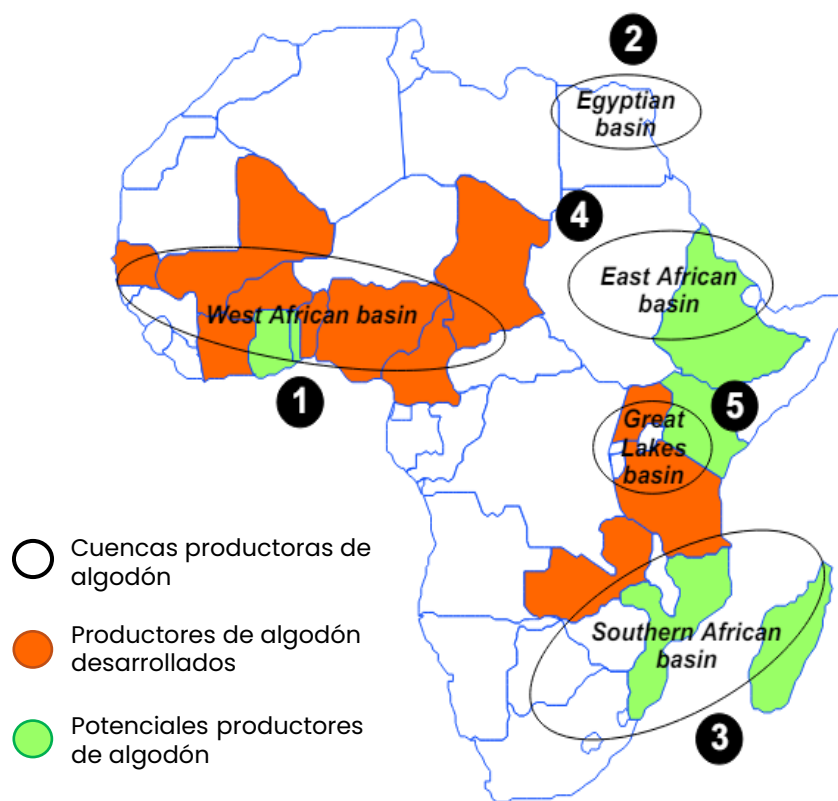 2
Egyptian
basin
4
East African
basin
West African basin
1
5
Great
Lakes
basin
Cuencas productoras de
algodón
Productores de algodón
desarrollados
Southern African
basin
Potenciales productores
de algodón
3